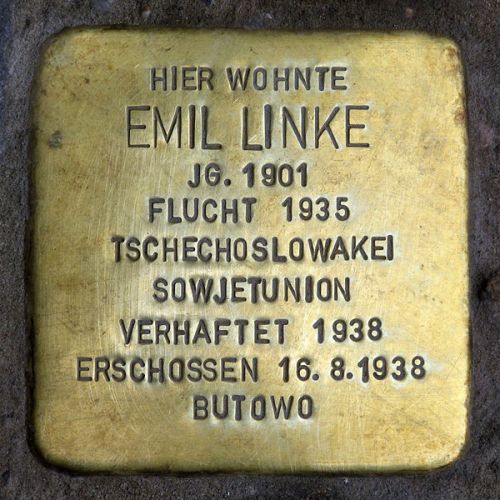 HIER WOHNTE
EMIL LINKE
JG. 1901
FLUCHT 1935
TSCHECHOSLOWAKEI
SOWJETUNION
VERHAFTET 1938
ERSCHOSSEN 16.8.1938
BUTOWO